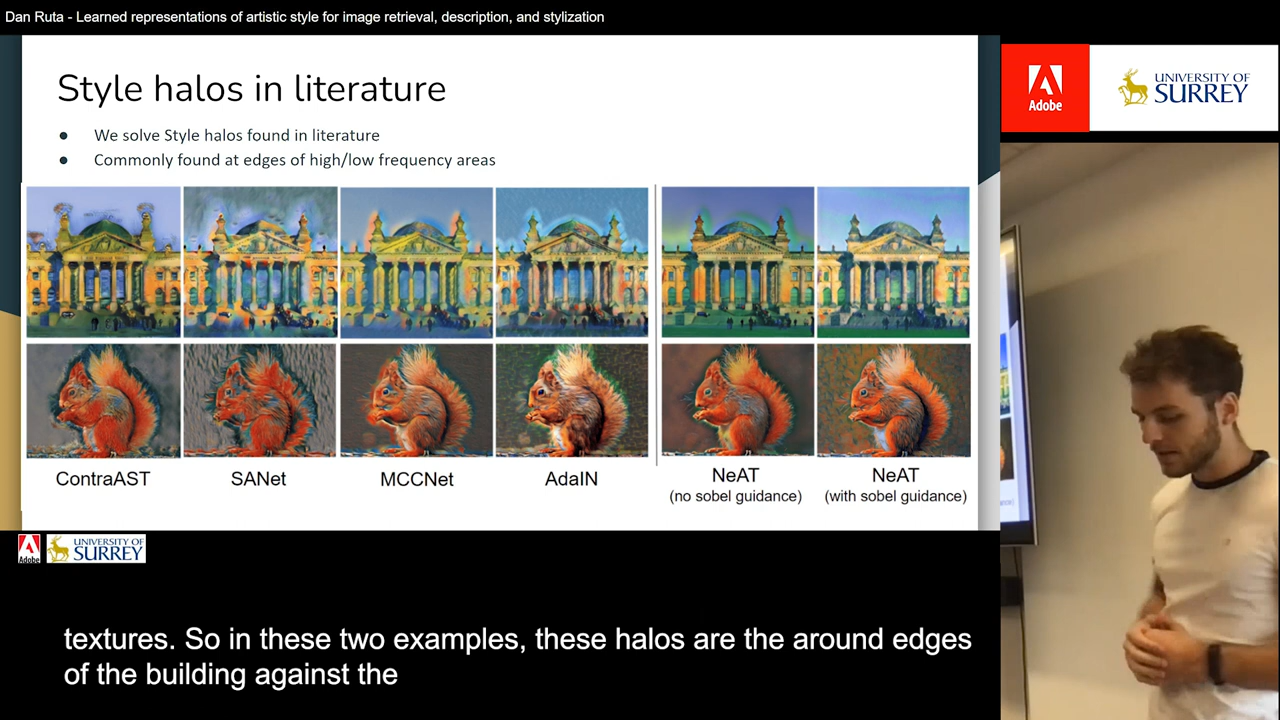 Dan Ruta - Learned representations of artistic style for image retrieval, description, and stylization
Style halos in literature
● We solve Style halos found in literature
● Commonly found at edges of high/low frequency areas
ContraAST
SANet
MCCNet
AdaIN
NeAT
(no sobel guidance)
NeAT
(with sobel guidance)
Adobe
UNIVERSITY OF
SURREY
Adobe
UNIVERSITY OF
SURREY
textures. So in these two examples, these halos are the around edges
of the building against the